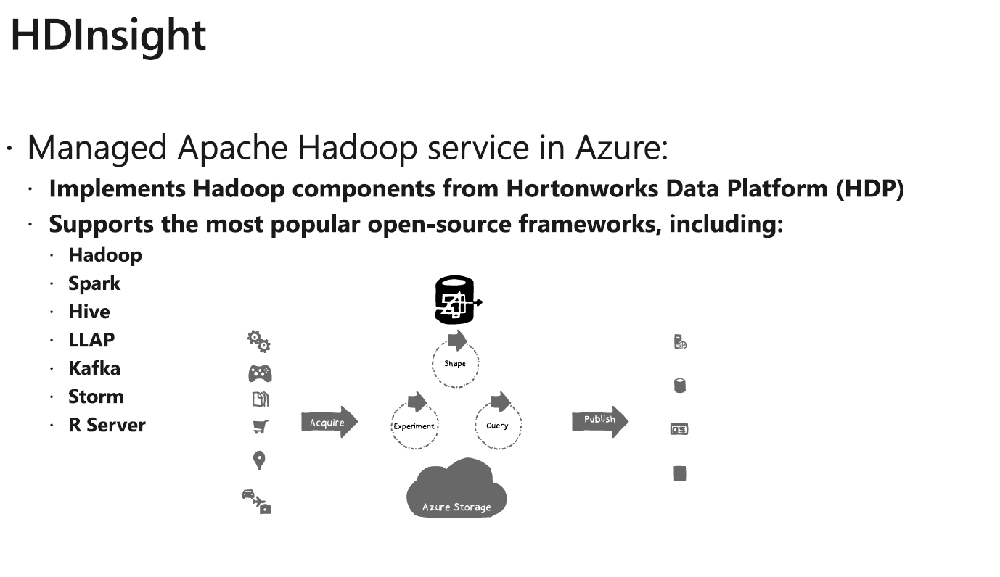 HDInsight
· Managed Apache Hadoop service in Azure:
· Implements Hadoop components from Hortonworks Data Platform (HDP)
· Supports the most popular open-source frameworks, including:
· Hadoop
· Spark
· Hive
· LLAP
· Kafka
· Storm
· R Server
Shape
Acquire
Experiment
Query
Publish
Azure Storage